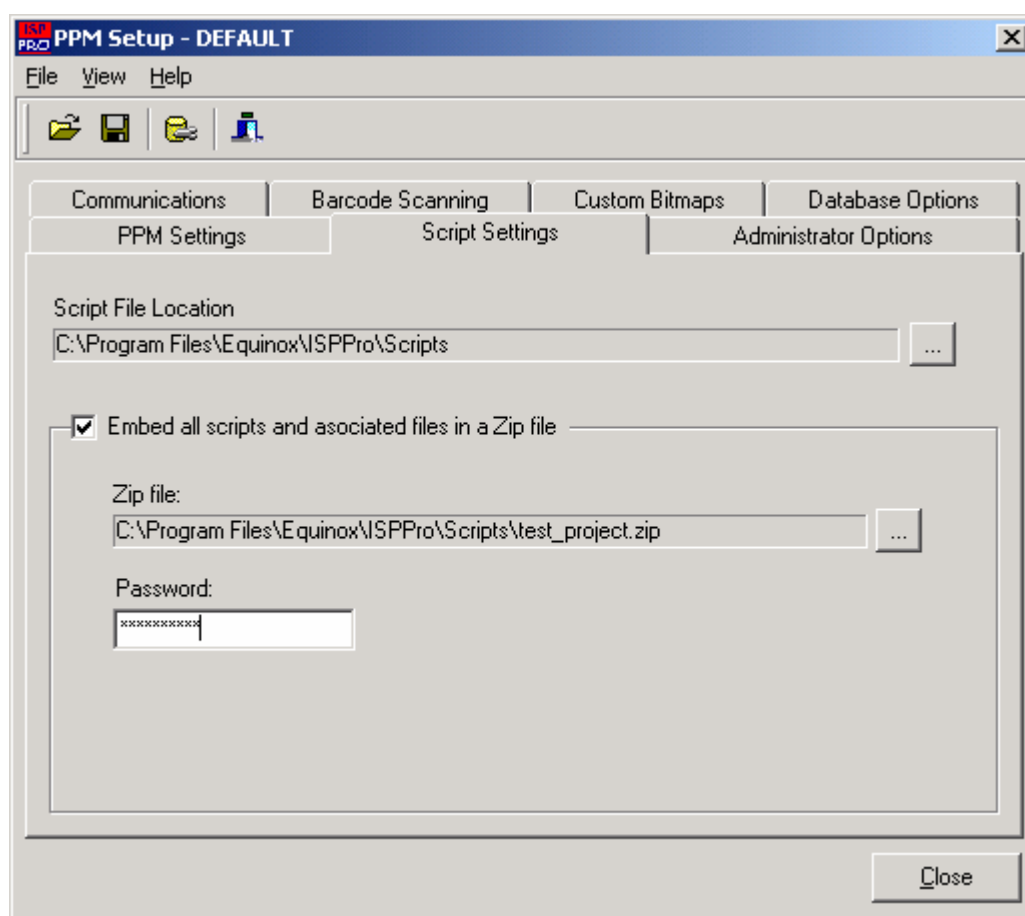 ISP
PRO PPM Setup - DEFAULT
File View Help
Communications Barcode Scanning Custom Bitmaps Database Options
PPM Settings Script Settings Administrator Options
Script File Location
C:\Program Files\Equinox\ISPPro\Scripts
...
Embed all scripts and asociated files in a Zip file
Zip file:
C:\Program Files\Equinox\ISPPro\Scripts\test_project.zip
...
Password:
××××××××××
Close